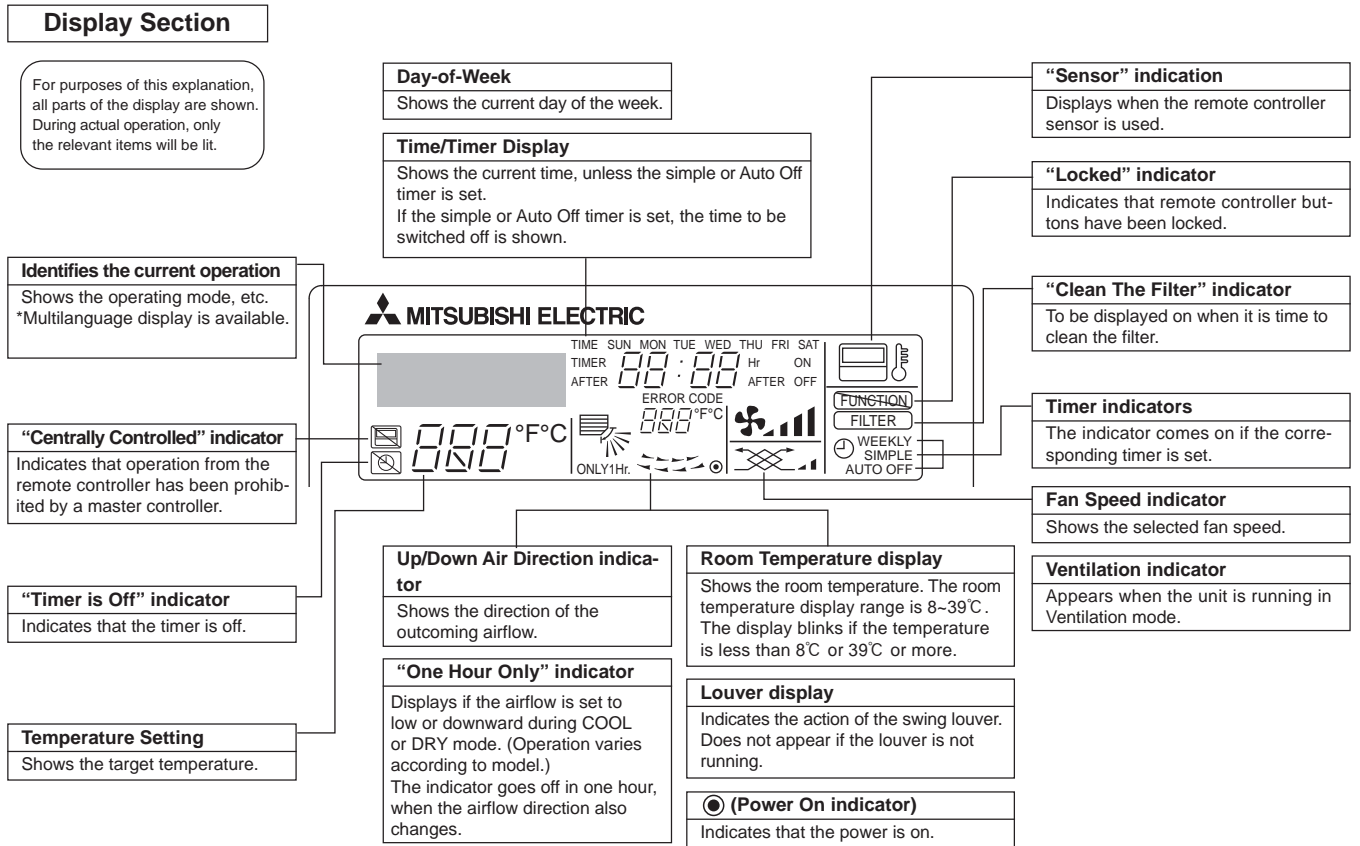 Display Section
For purposes of this explanation,
all parts of the display are shown.
During actual operation, only
the relevant items will be lit.
Day-of-Week
Shows the current day of the week.
Time/Timer Display
Shows the current time, unless the simple or Auto Off
timer is set.
If the simple or Auto Off timer is set, the time to be
switched off is shown.
Identifies the current operation
Shows the operating mode, etc.
*Multilanguage display is available.
“Centrally Controlled” indicator
Indicates that operation from the
remote controller has been prohib-
ited by a master controller.
“Timer is Off” indicator
Indicates that the timer is off.
Temperature Setting
Shows the target temperature.
MITSUBISHI ELECTRIC
TIME SUN MON TUE WED THU FRI SAT
TIMER 88:88 Hr ON
AFTER AFTER OFF
ERROR CODE
888 °F°C
888 °F°C
ONLY1Hr.
FUNCTION
FILTER
WEEKLY
SIMPLE
AUTO OFF
Up/Down Air Direction indica-
tor
Shows the direction of the
outcoming airflow.
“One Hour Only” indicator
Displays if the airflow is set to
low or downward during COOL
or DRY mode. (Operation varies
according to model.)
The indicator goes off in one hour,
when the airflow direction also
changes.
Room Temperature display
Shows the room temperature. The room
temperature display range is 8~39℃.
The display blinks if the temperature
is less than 8℃ or 39℃ or more.
Louver display
Indicates the action of the swing louver.
Does not appear if the louver is not
running.
◉ (Power On indicator)
Indicates that the power is on.
“Sensor” indication
Displays when the remote controller
sensor is used.
“Locked” indicator
Indicates that remote controller but-
tons have been locked.
“Clean The Filter” indicator
To be displayed on when it is time to
clean the filter.
Timer indicators
The indicator comes on if the corre-
sponding timer is set.
Fan Speed indicator
Shows the selected fan speed.
Ventilation indicator
Appears when the unit is running in
Ventilation mode.